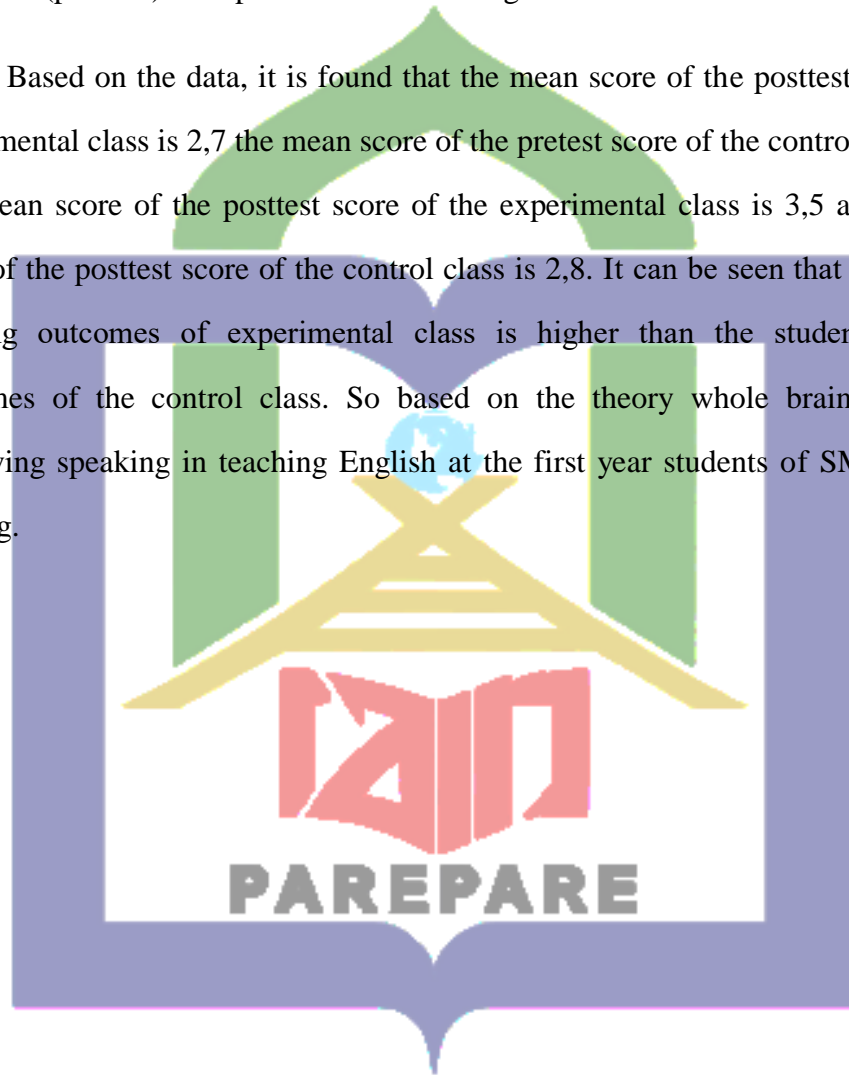 Based on the data, it is found that the mean score of the posttest
mental class is 2,7 the mean score of the pretest score of the control
ean score of the posttest score of the experimental class is 3,5 a
of the posttest score of the control class is 2,8. It can be seen that
g outcomes of experimental class is higher than the studen
nes of the control class. So based on the theory whole brain
ving speaking in teaching English at the first year students of SM
g.
iain
PAREPARE